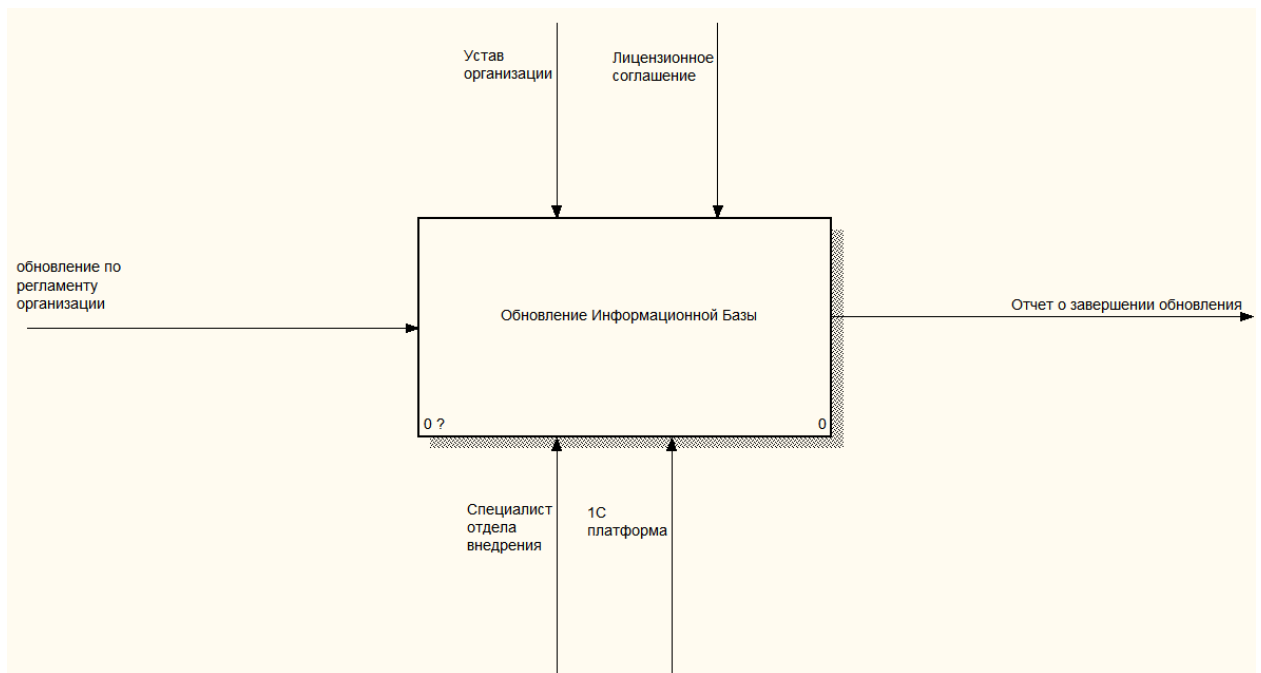 Устав
организации
Лицензионное
соглашение
обновление по
регламенту
организации
Обновление Информационной Базы
Отчет о завершении обновления
0 ?
0
Специалист
отдела
внедрения
1С
платформа